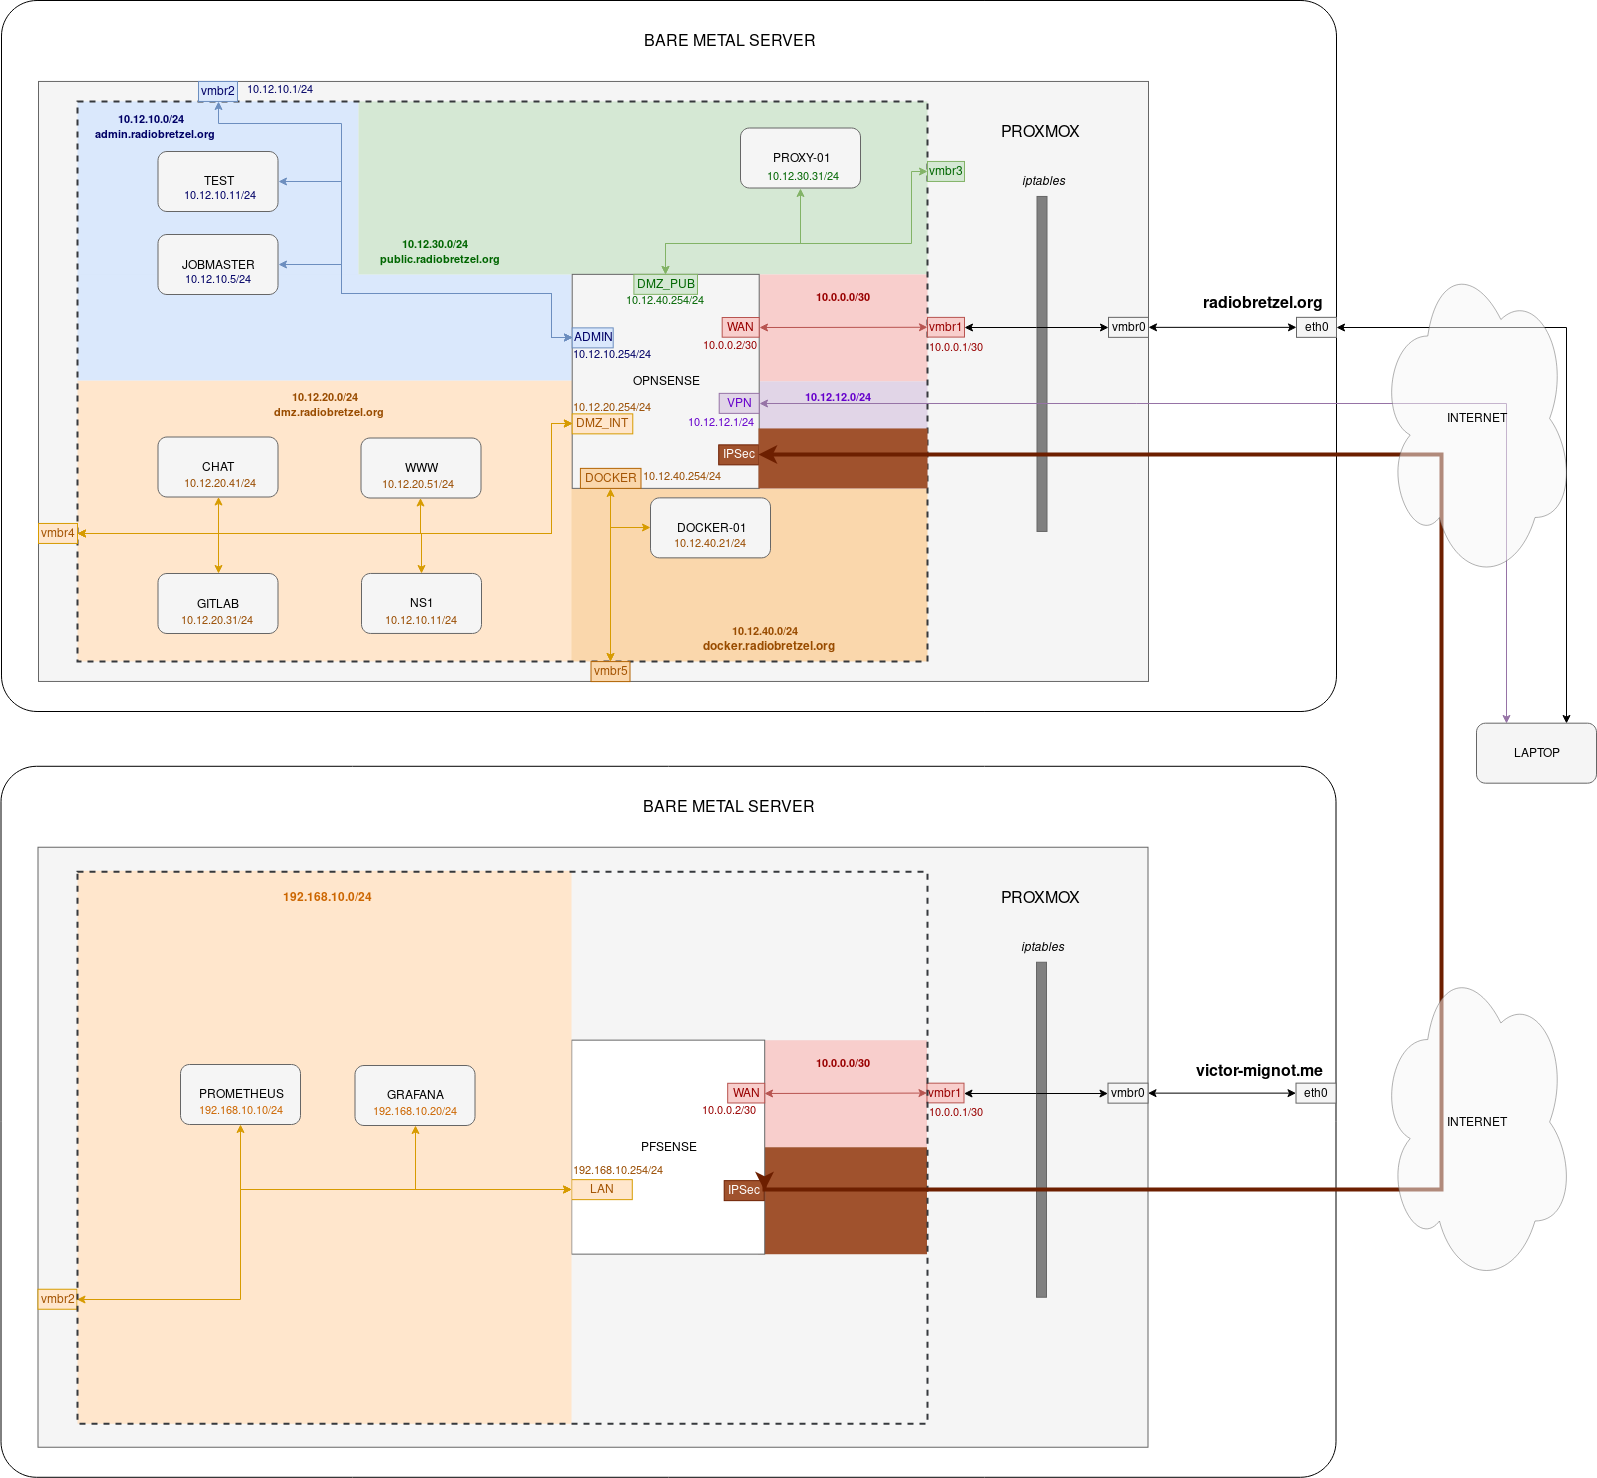 BARE METAL SERVER
vmbr2
10.12.10.1/24
10.12.10.0/24
admin.radiobretzel.org
TEST
10.12.10.11/24
JOBMASTER
10.12.10.5/24
10.12.30.0/24
public.radiobretzel.org
PROXY-01
10.12.30.31/24
vmbr3
PROXMOX
iptables
DMZ_PUB
10.12.40.254/24
ADMIN
10.12.10.254/24
WAN
10.0.0.2/30
10.0.0.0/30
vmbr1
10.0.0.1/30
vmbr0
radiobretzel.org
eth0
OPNSENSE
VPN
10.12.12.1/24
10.12.12.0/24
INTERNET
10.12.20.254/24
DMZ_INT
IPSec
DOCKER
10.12.40.254/24
10.12.20.0/24
dmz.radiobretzel.org
CHAT
10.12.20.41/24
WWW
10.12.20.51/24
vmbr4
GITLAB
10.12.20.31/24
NS1
10.12.10.11/24
DOCKER-01
10.12.40.21/24
10.12.40.0/24
docker.radiobretzel.org
vmbr5
LAPTOP
BARE METAL SERVER
192.168.10.0/24
PROXMOX
iptables
PROMETHEUS
192.168.10.10/24
GRAFANA
192.168.10.20/24
WAN
10.0.0.2/30
10.0.0.0/30
vmbr1
10.0.0.1/30
vmbr0
victor-mignot.me
eth0
INTERNET
PFSENSE
192.168.10.254/24
LAN
IPSec
vmbr2